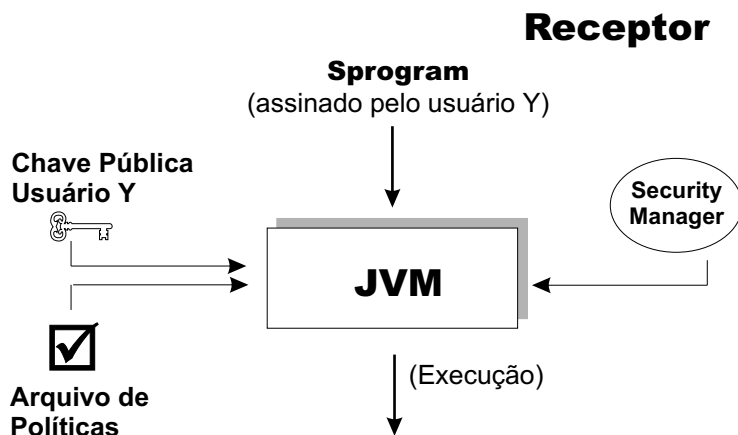 Receptor
Sprogram
(assinado pelo usuário Y)
Chave Pública
Usuário Y
Security
Manager
JVM
(Execução)
Arquivo de
Políticas